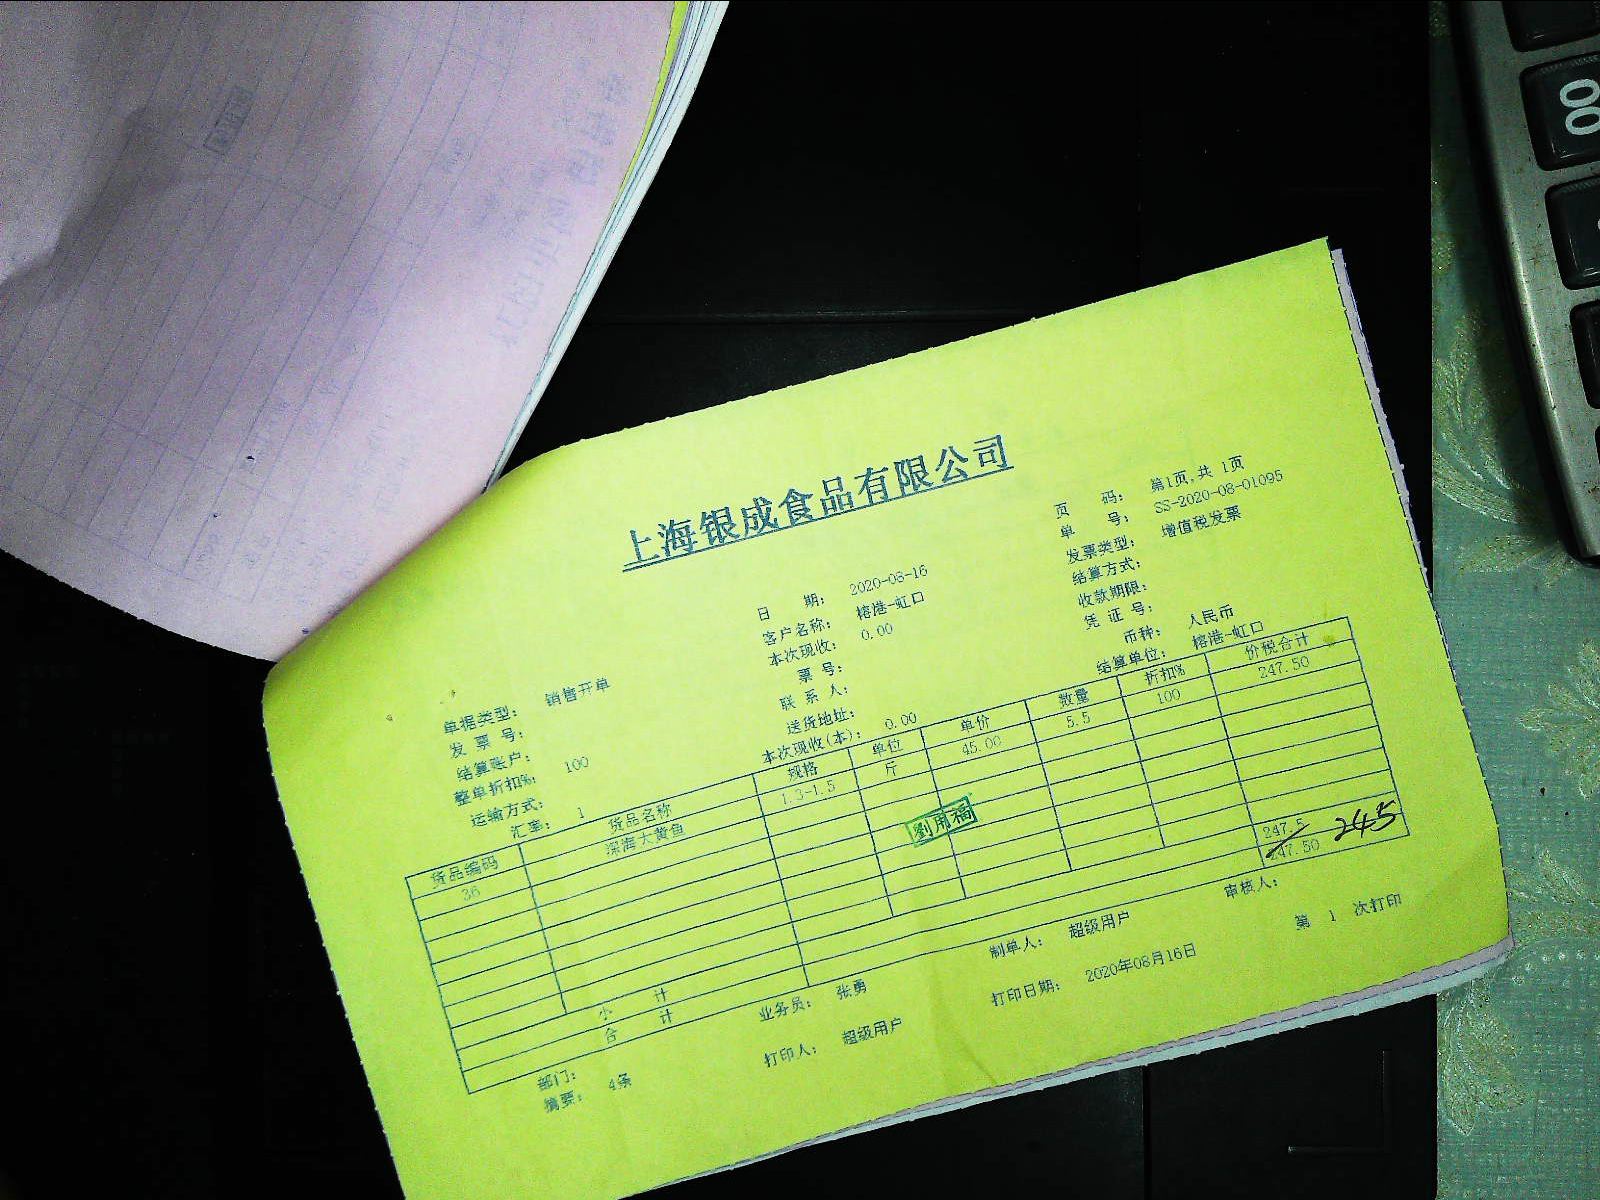 上海银成食品有限公司
页 码： 第1页,共 1页
单 号： SS-2020-08-01095
发票类型： 增值税发票
结算方式：
收款期限：
凭 证 号：
币种： 人民币
结算单位： 榕港-虹口
日 期： 2020-08-16
客户名称： 榕港-虹口
本次现收： 0.00
票 号：
联 系 人：
送货地址：
本次现收(本)： 0.00
单据类型： 销售开单
发 票 号：
结算账户：
整单折扣%： 100
运输方式：
汇率： 1
货品编码 货品名称 规格 单位 单价 数量 折扣% 价税合计
36 深海大黄鱼 1.3-1.5 斤 45.00 5.5 100 247.50
劉用福
小 计 247.5 245
合 计 247.50
部门： 业务员： 张勇 制单人： 超级用户 审核人：
摘要： 4条 打印人： 超级用户 打印日期： 2020年08月16日 第 1 次打印
00